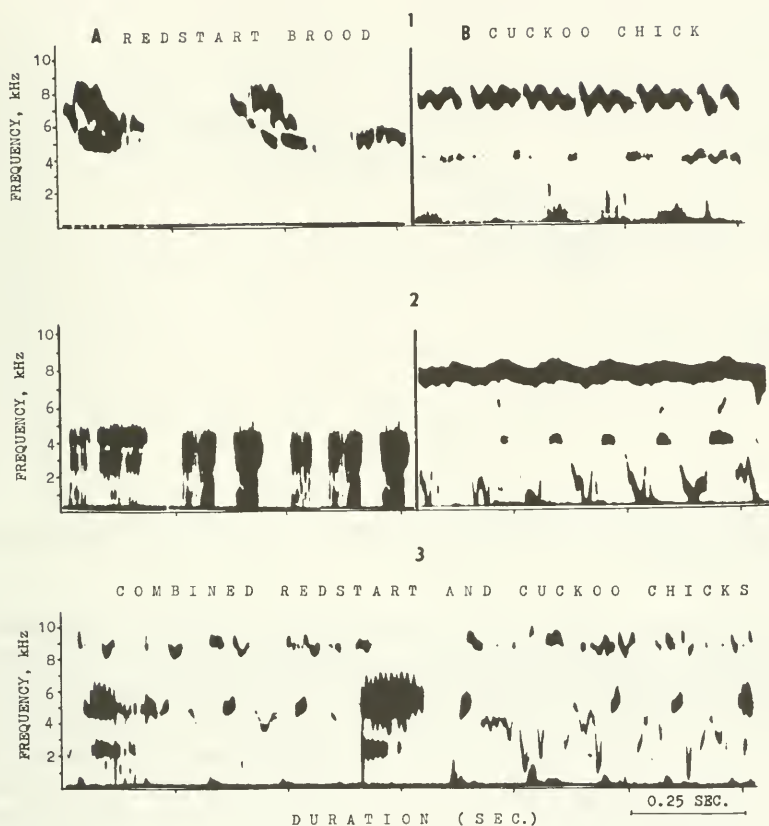 1
A REDSTART BROOD B CUCKOO CHICK
FREQUENCY, kHz
10
8
6
4
2
2
FREQUENCY, kHz
10
8
6
4
2
3
COMBINED REDSTART AND CUCKOO CHICKS
FREQUENCY, kHz
10
8
6
4
2
0.25 SEC.
DURATION (SEC.)